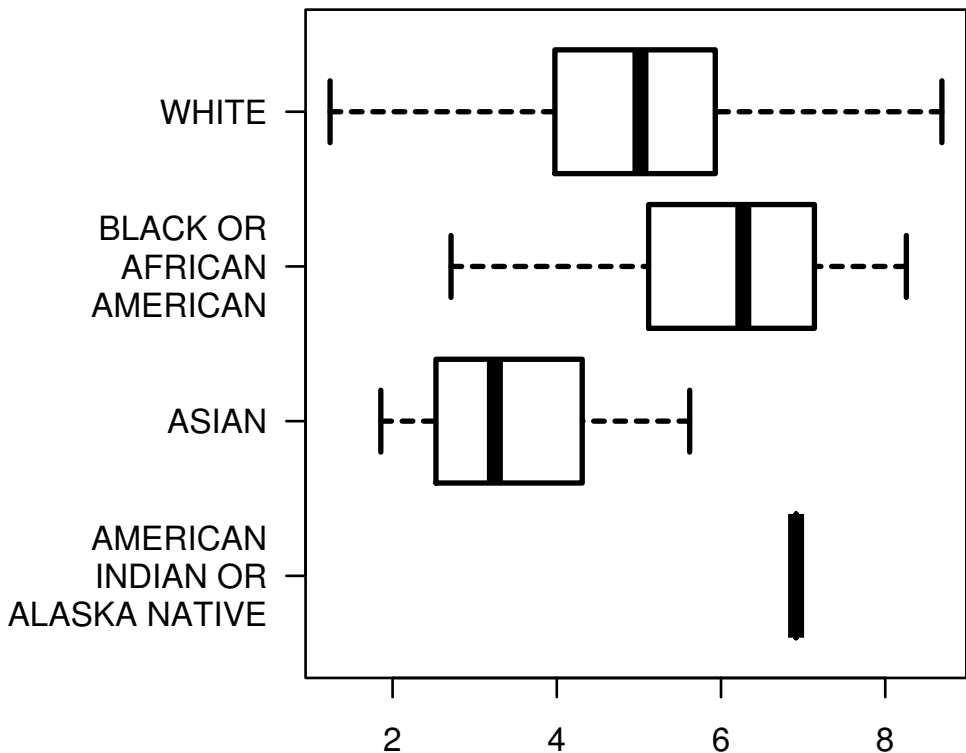 WHITE
BLACK OR
AFRICAN
AMERICAN
ASIAN
AMERICAN
INDIAN OR
ALASKA NATIVE
2 4 6 8